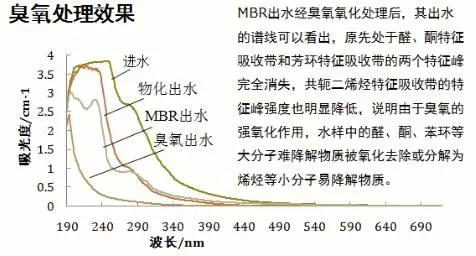 臭氧处理效果
MBR出水经臭氧氧化处理后，其出水
的谱线可以看出，原先处于醛、酮特征
吸收带和芳环特征吸收带的两个特征峰
完全消失，共轭二烯烃特征吸收带的特
征峰强度也明显降低，说明由于臭氧的
强氧化作用，水样中的醛、酮、苯环等
大分子难降解物质被氧化去除或分解为
烯烃等小分子易降解物质。
吸光度/cm-1
4
3.5
3
2.5
2
1.5
1
0.5
0
进水
物化出水
MBR出水
臭氧出水
190 240 290 340 390 440 490 540 590 640 690
波长/nm